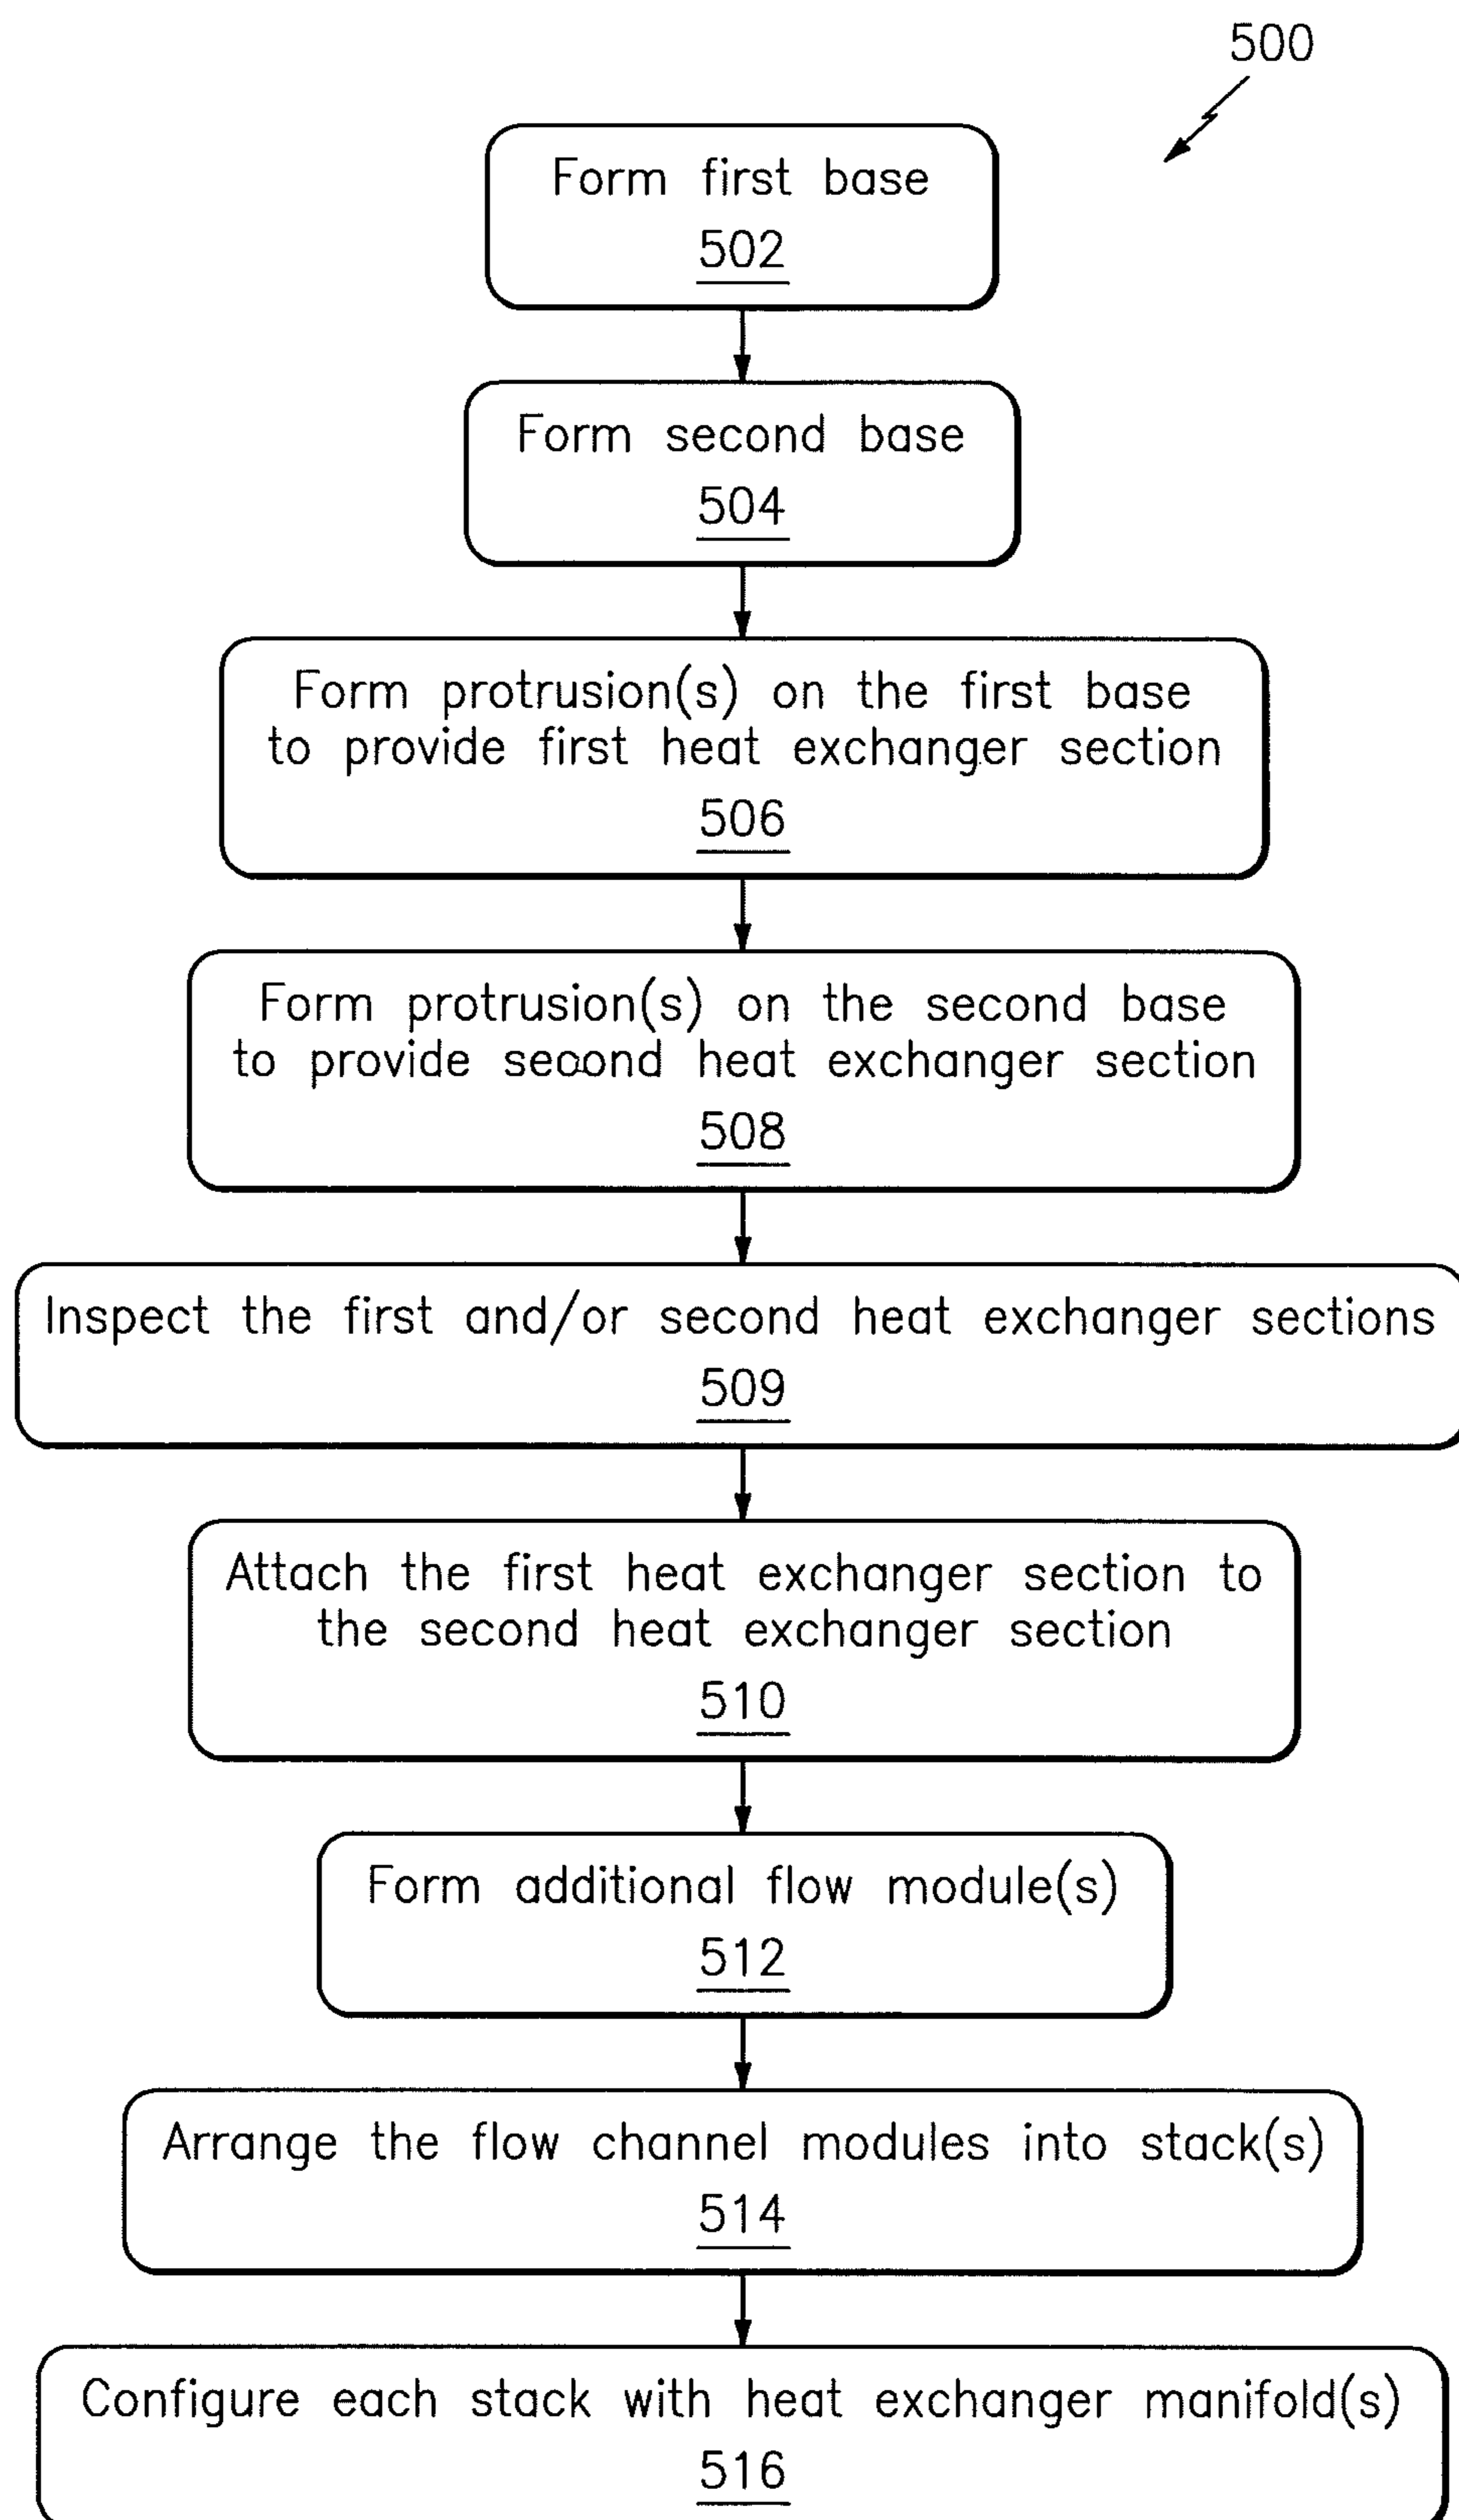 500
Form first base
502
Form second base
504
Form protrusion(s) on the first base
to provide first heat exchanger section
506
Form protrusion(s) on the second base
to provide second heat exchanger section
508
Inspect the first and/or second heat exchanger sections
509
Attach the first heat exchanger section to
the second heat exchanger section
510
Form additional flow module(s)
512
Arrange the flow channel modules into stack(s)
514
Configure each stack with heat exchanger manifold(s)
516